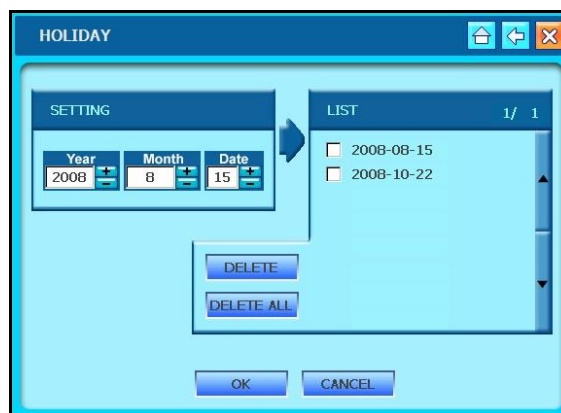 HOLIDAY
SETTING
Year Month Date
2008 8 15
LIST 1/ 1
2008-08-15
2008-10-22
DELETE
DELETE ALL
OK CANCEL